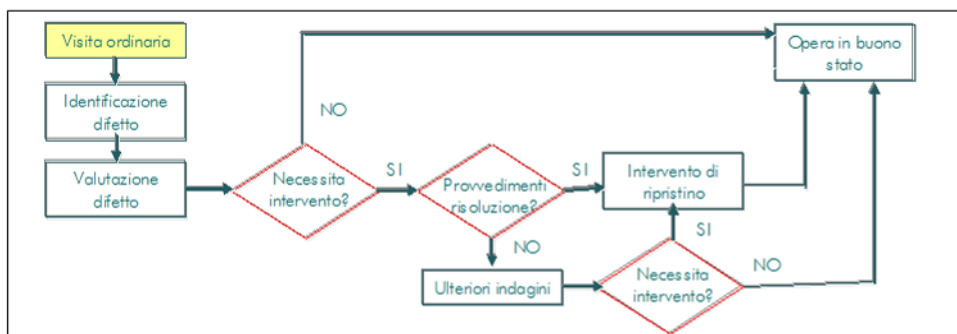 Visita ordinaria
Opera in buono
stato
Identificazione
difetto
NO
Valutazione
difetto
Necessita
intervento?
SI
Provvedimenti
risoluzione?
SI
Intervento di
ripristino
NO
SI
Ulteriori indagini
Necessita
intervento?
NO